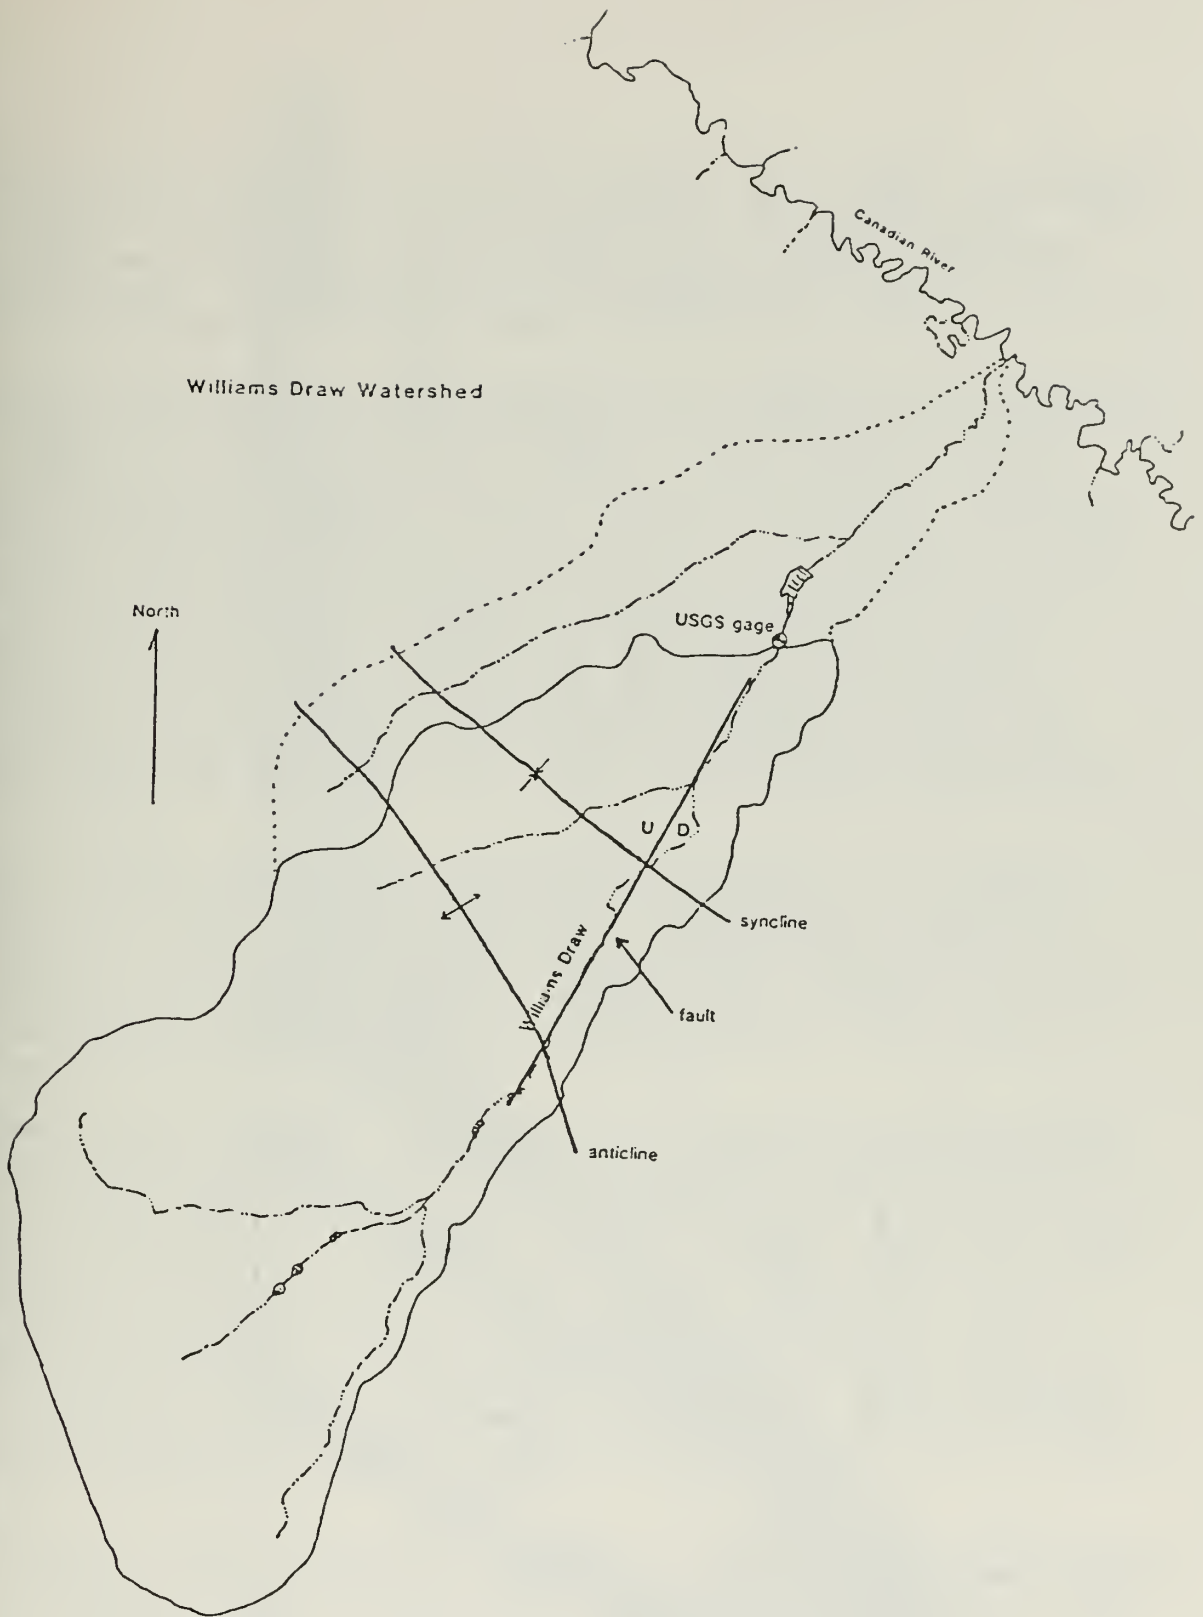 Canadian River
Williams Draw Watershed
North
USGS gage
U D
syncline
Williams Draw
fault
anticline